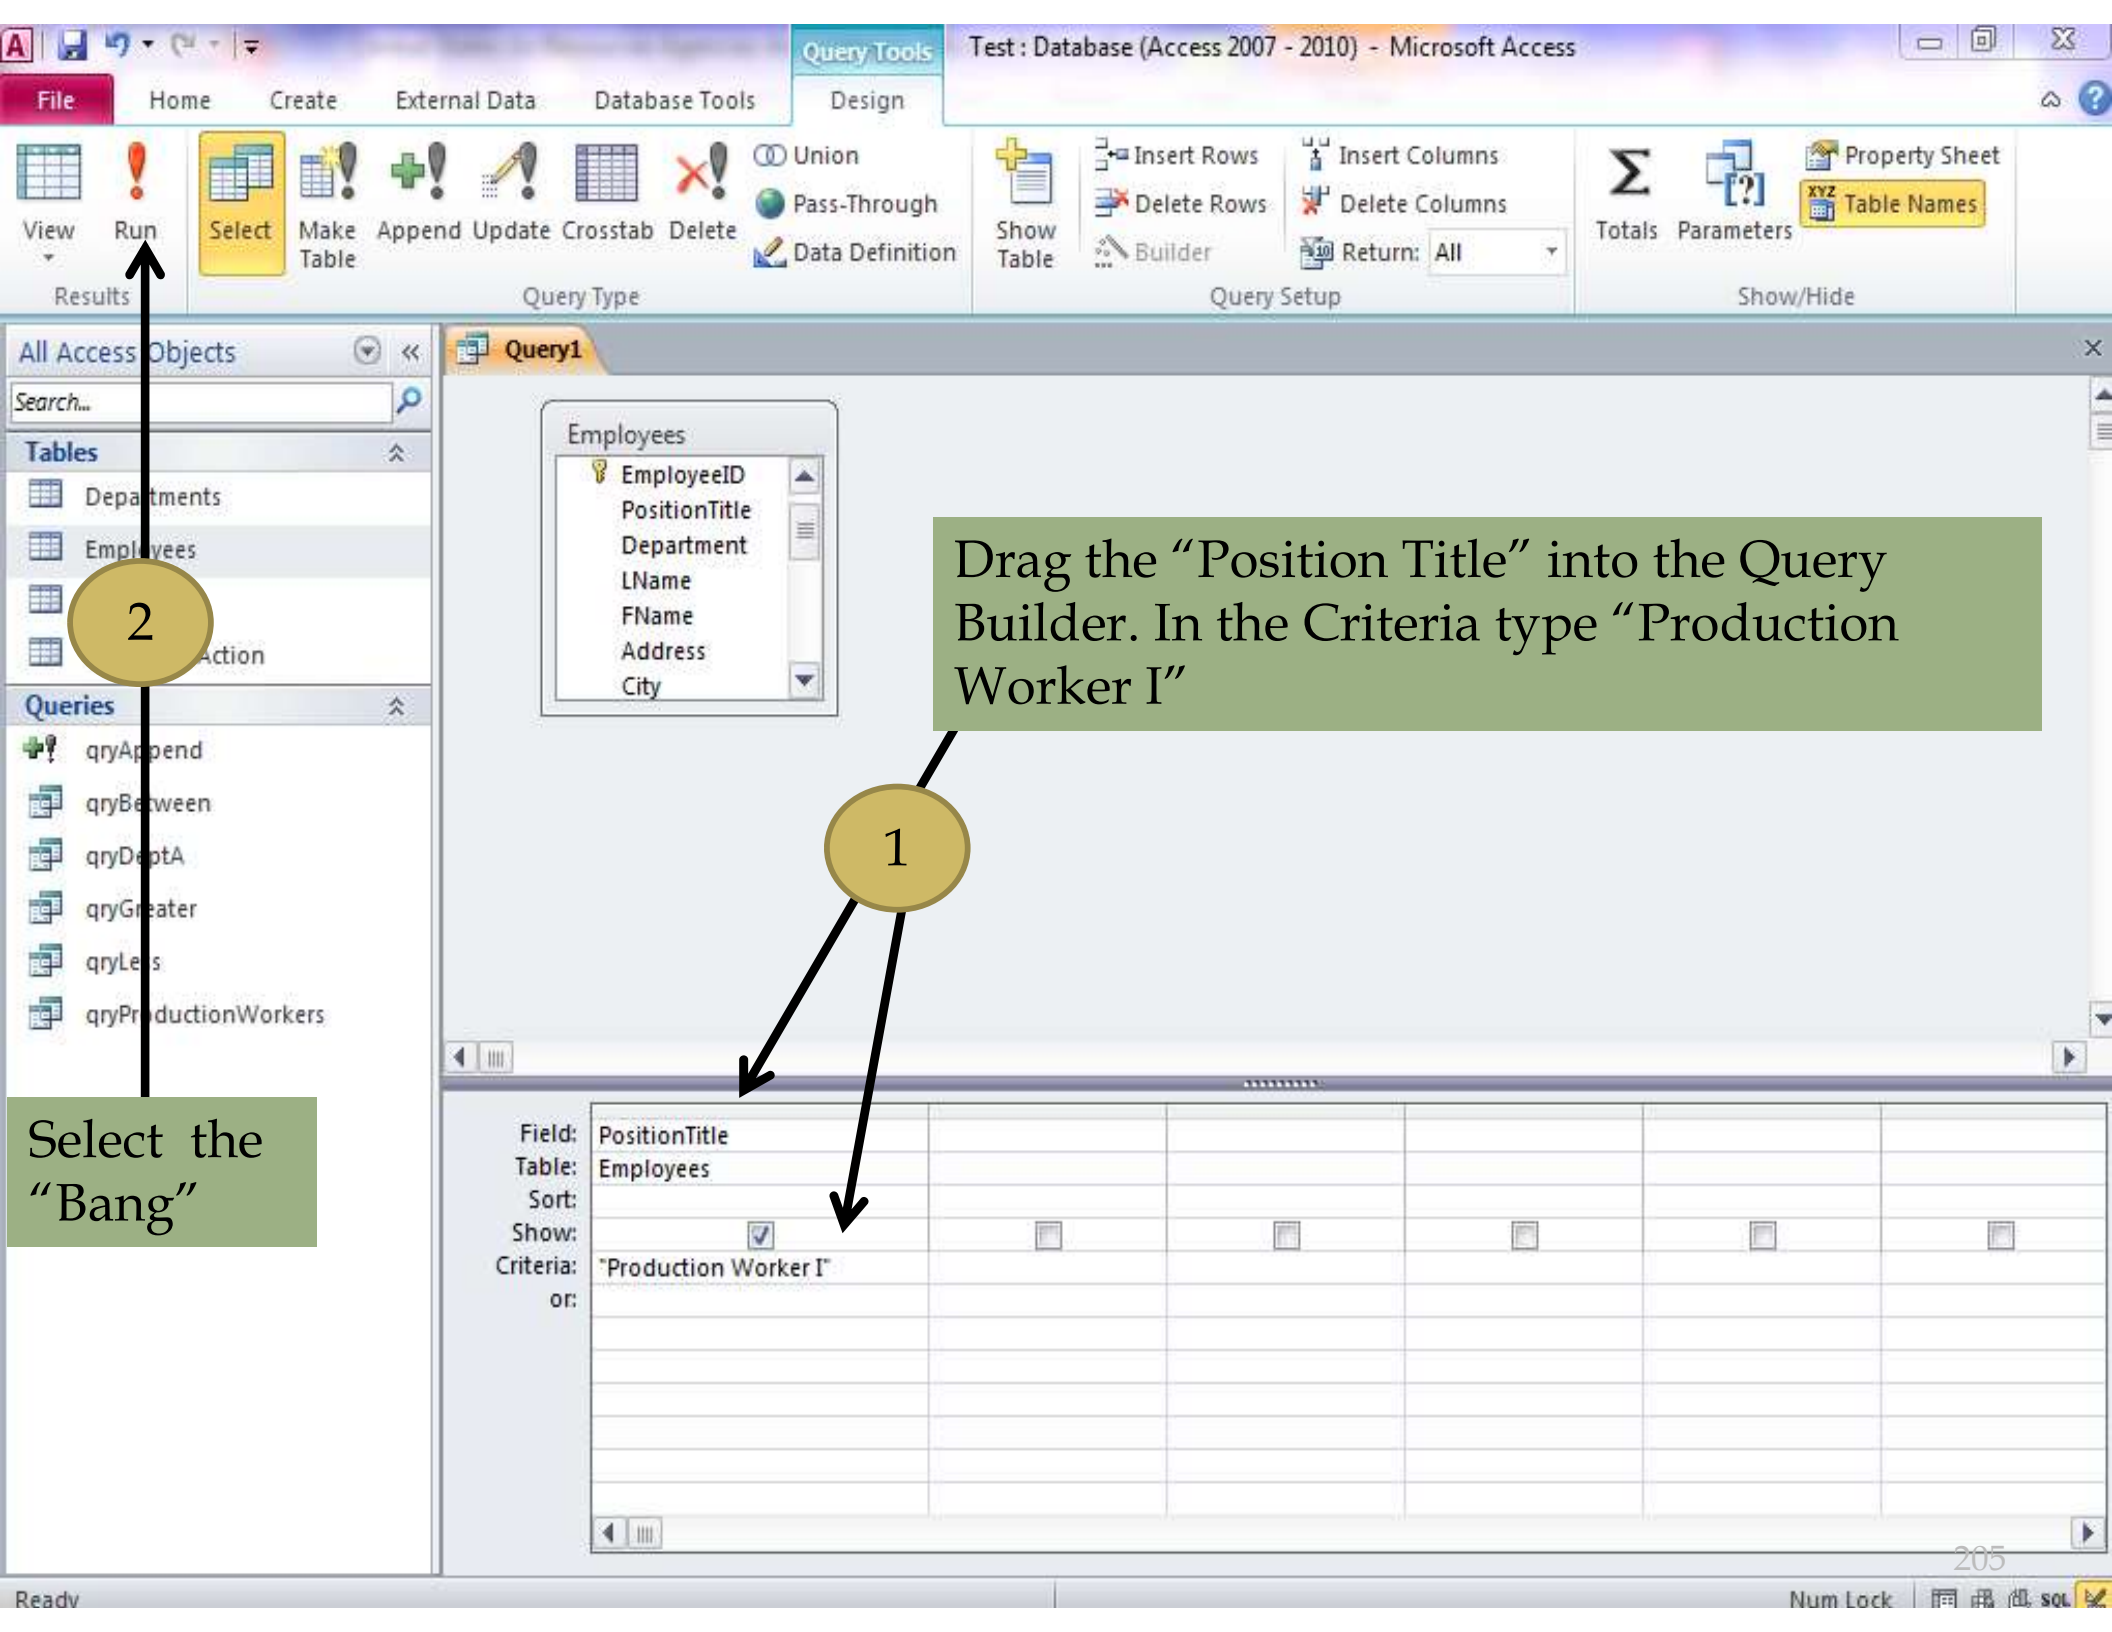 Query Tools
Test : Database (Access 2007 - 2010) - Microsoft Access
File Home Create External Data Database Tools Design
View
Run
Results
Select
Make Table
Append
Update
Crosstab
Delete
Union
Pass-Through
Data Definition
Query Type
Show Table
Insert Rows
Delete Rows
Builder
Insert Columns
Delete Columns
Return: All
Query Setup
Totals
Parameters
Property Sheet
Table Names
Show/Hide
All Access Objects
Search...
Tables
Departments
Employees
Action
Queries
qryAppend
qryBetween
qryDeptA
qryGreater
qryLess
qryProductionWorkers
2
Select the
“Bang”
Query1
Employees
EmployeeID
PositionTitle
Department
LName
FName
Address
City
Drag the “Position Title” into the Query
Builder. In the Criteria type “Production
Worker I”
1
Field: PositionTitle
Table: Employees
Sort:
Show:
Criteria: "Production Worker I"
or:
205
Ready
Num Lock
SQL